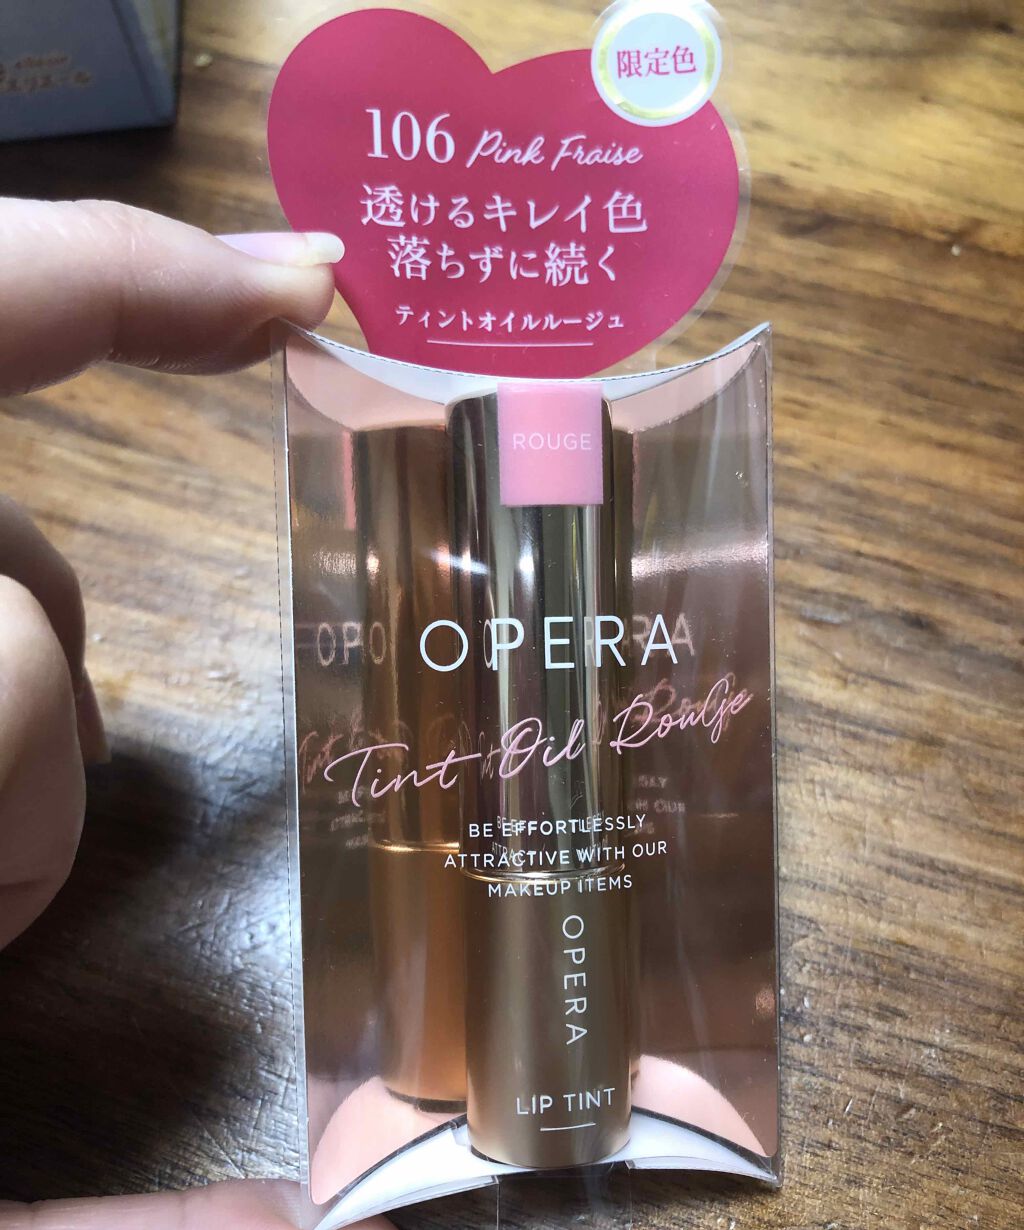 限定色
106 Pink Fraise
透けるキレイ色
落ちずに続く
ティントオイルルージュ
ROUGE
OPERA
Tint Oil Rouge
BE EFFORTLESSLY
ATTRACTIVE WITH OUR
MAKEUP ITEMS
OPERA
LIP TINT